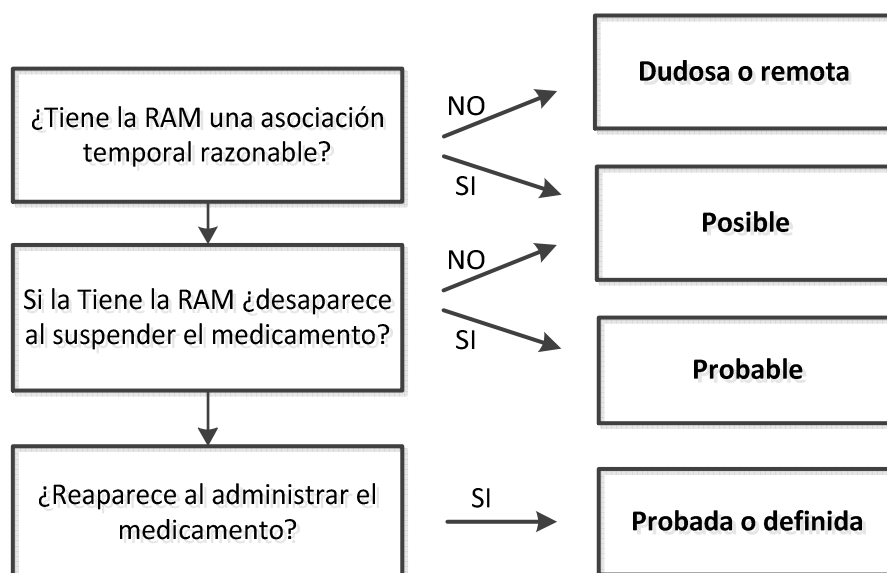 ¿Tiene la RAM una asociación
temporal razonable?
NO
SI
Dudosa o remota
Posible
Si la Tiene la RAM ¿desaparece
al suspender el medicamento?
NO
SI
Probable
¿Reaparece al administrar el
medicamento?
SI
Probada o definida